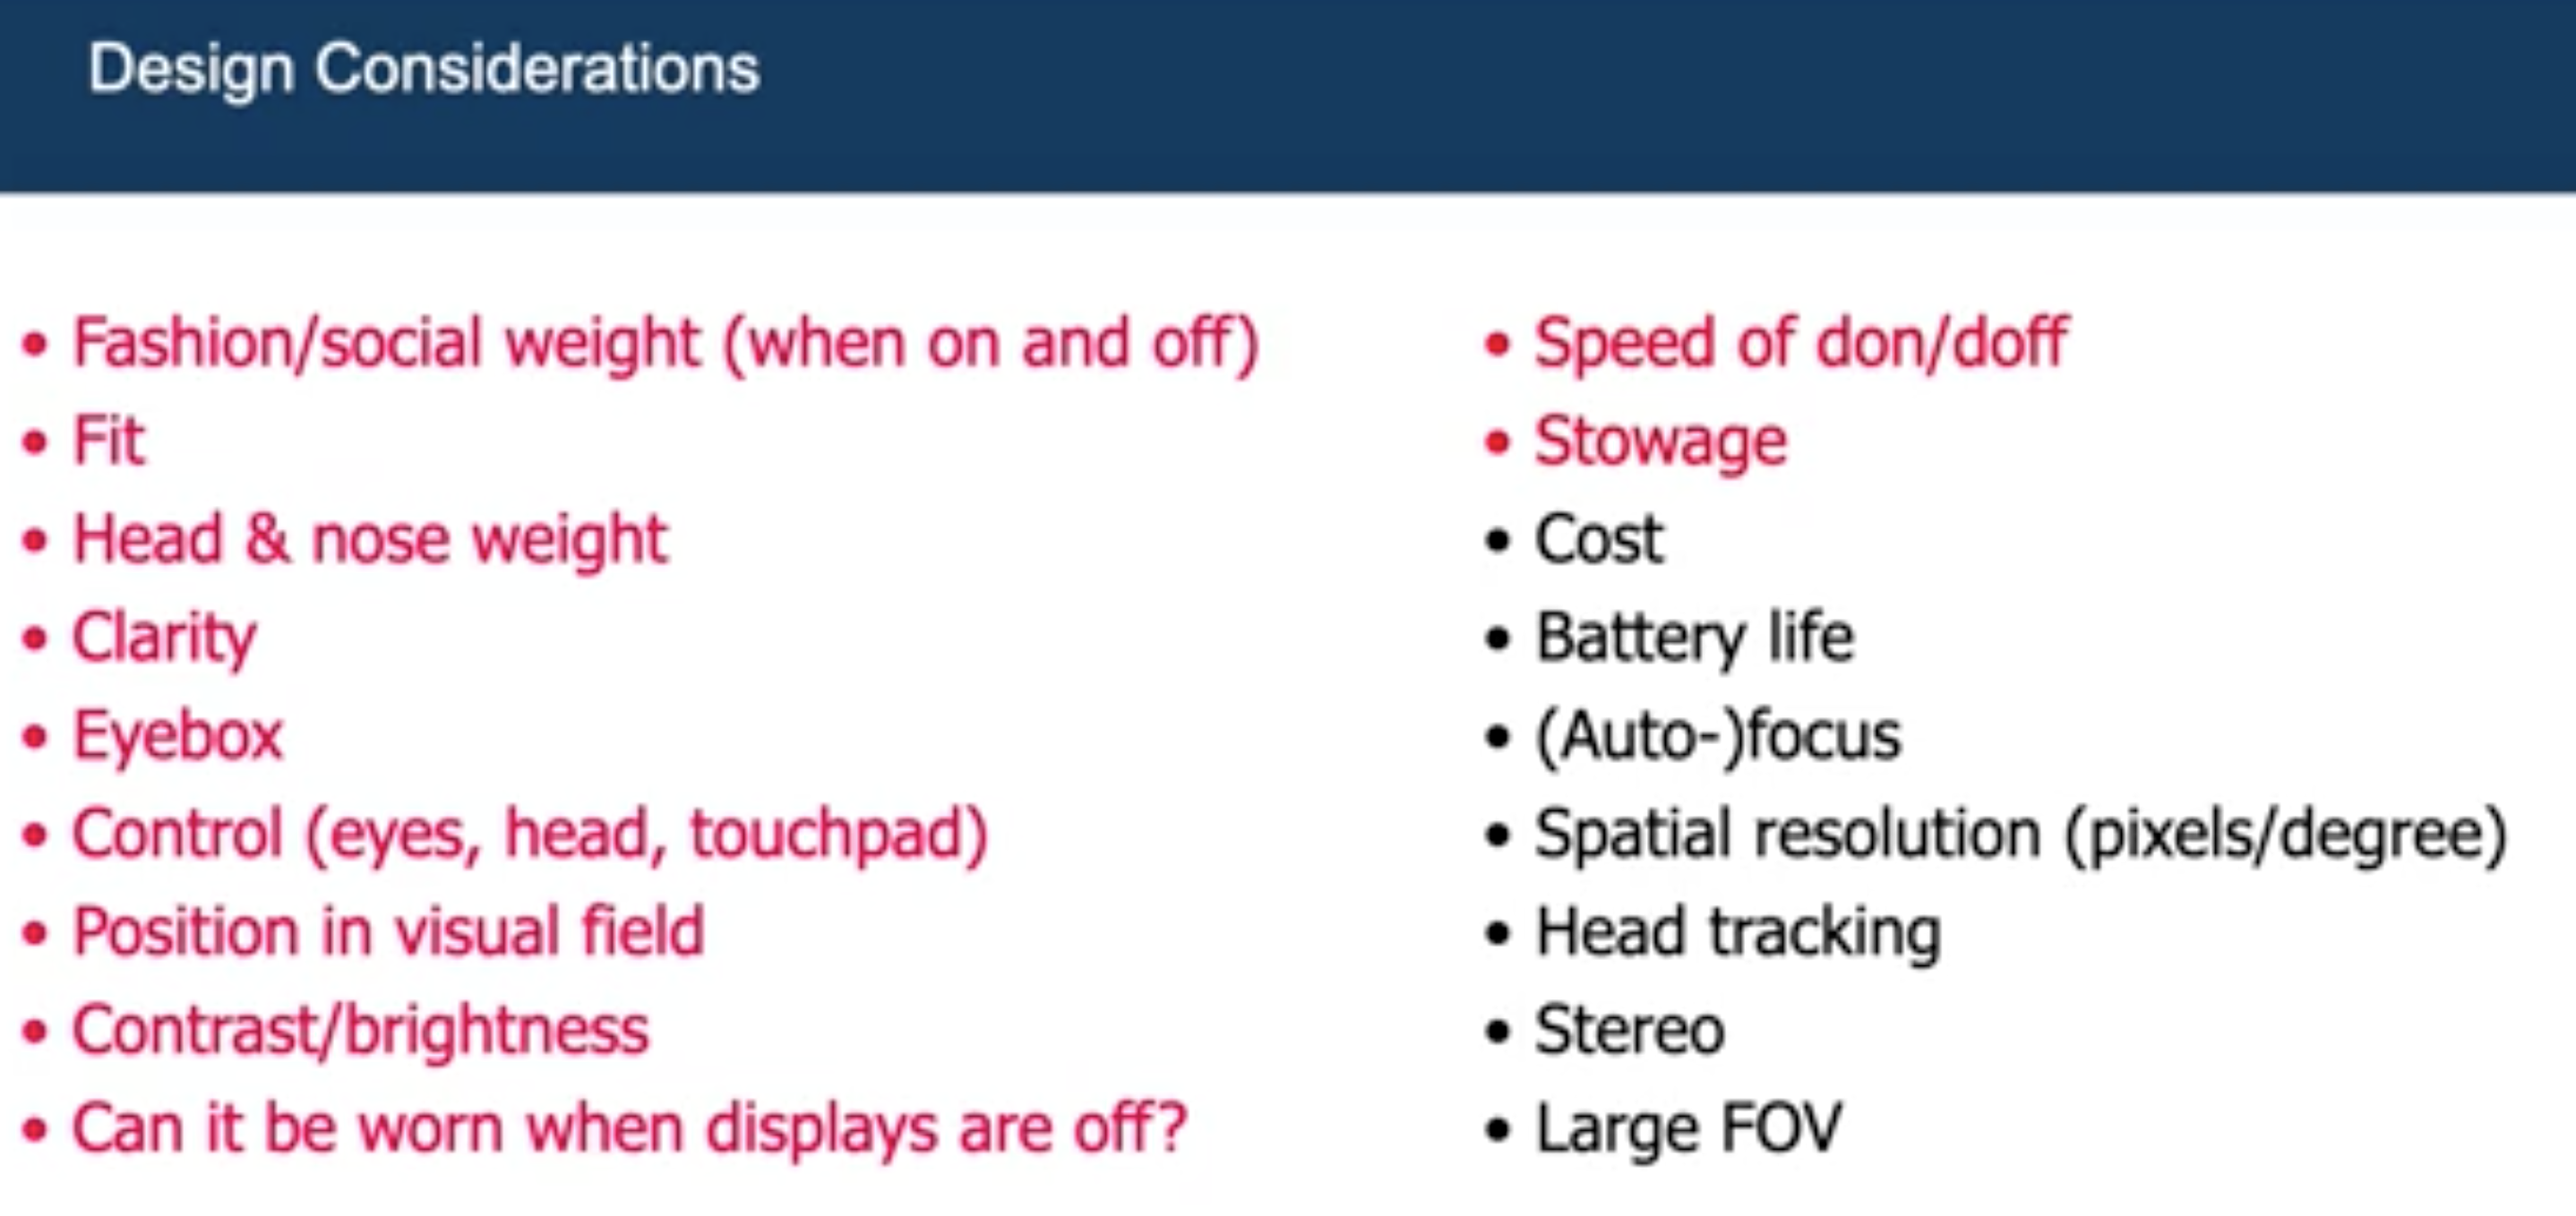 Design Considerations
• Fashion/social weight (when on and off)
• Fit
• Head & nose weight
• Clarity
• Eyebox
• Control (eyes, head, touchpad)
• Position in visual field
• Contrast/brightness
• Can it be worn when displays are off?
• Speed of don/doff
• Stowage
• Cost
• Battery life
• (Auto-)focus
• Spatial resolution (pixels/degree)
• Head tracking
• Stereo
• Large FOV